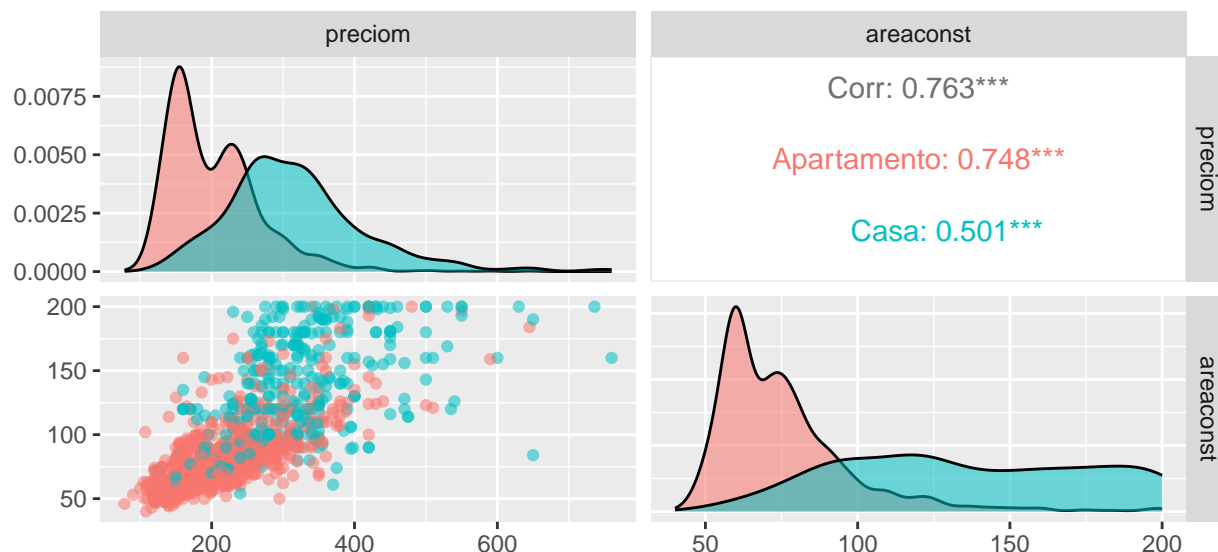 preciom
areaconst
0.0075
0.0050
0.0025
0.0000
Corr: 0.763***
Apartamento: 0.748***
Casa: 0.501***
preciom
200
150
100
50
areaconst
200
400
600
50
100
150
200